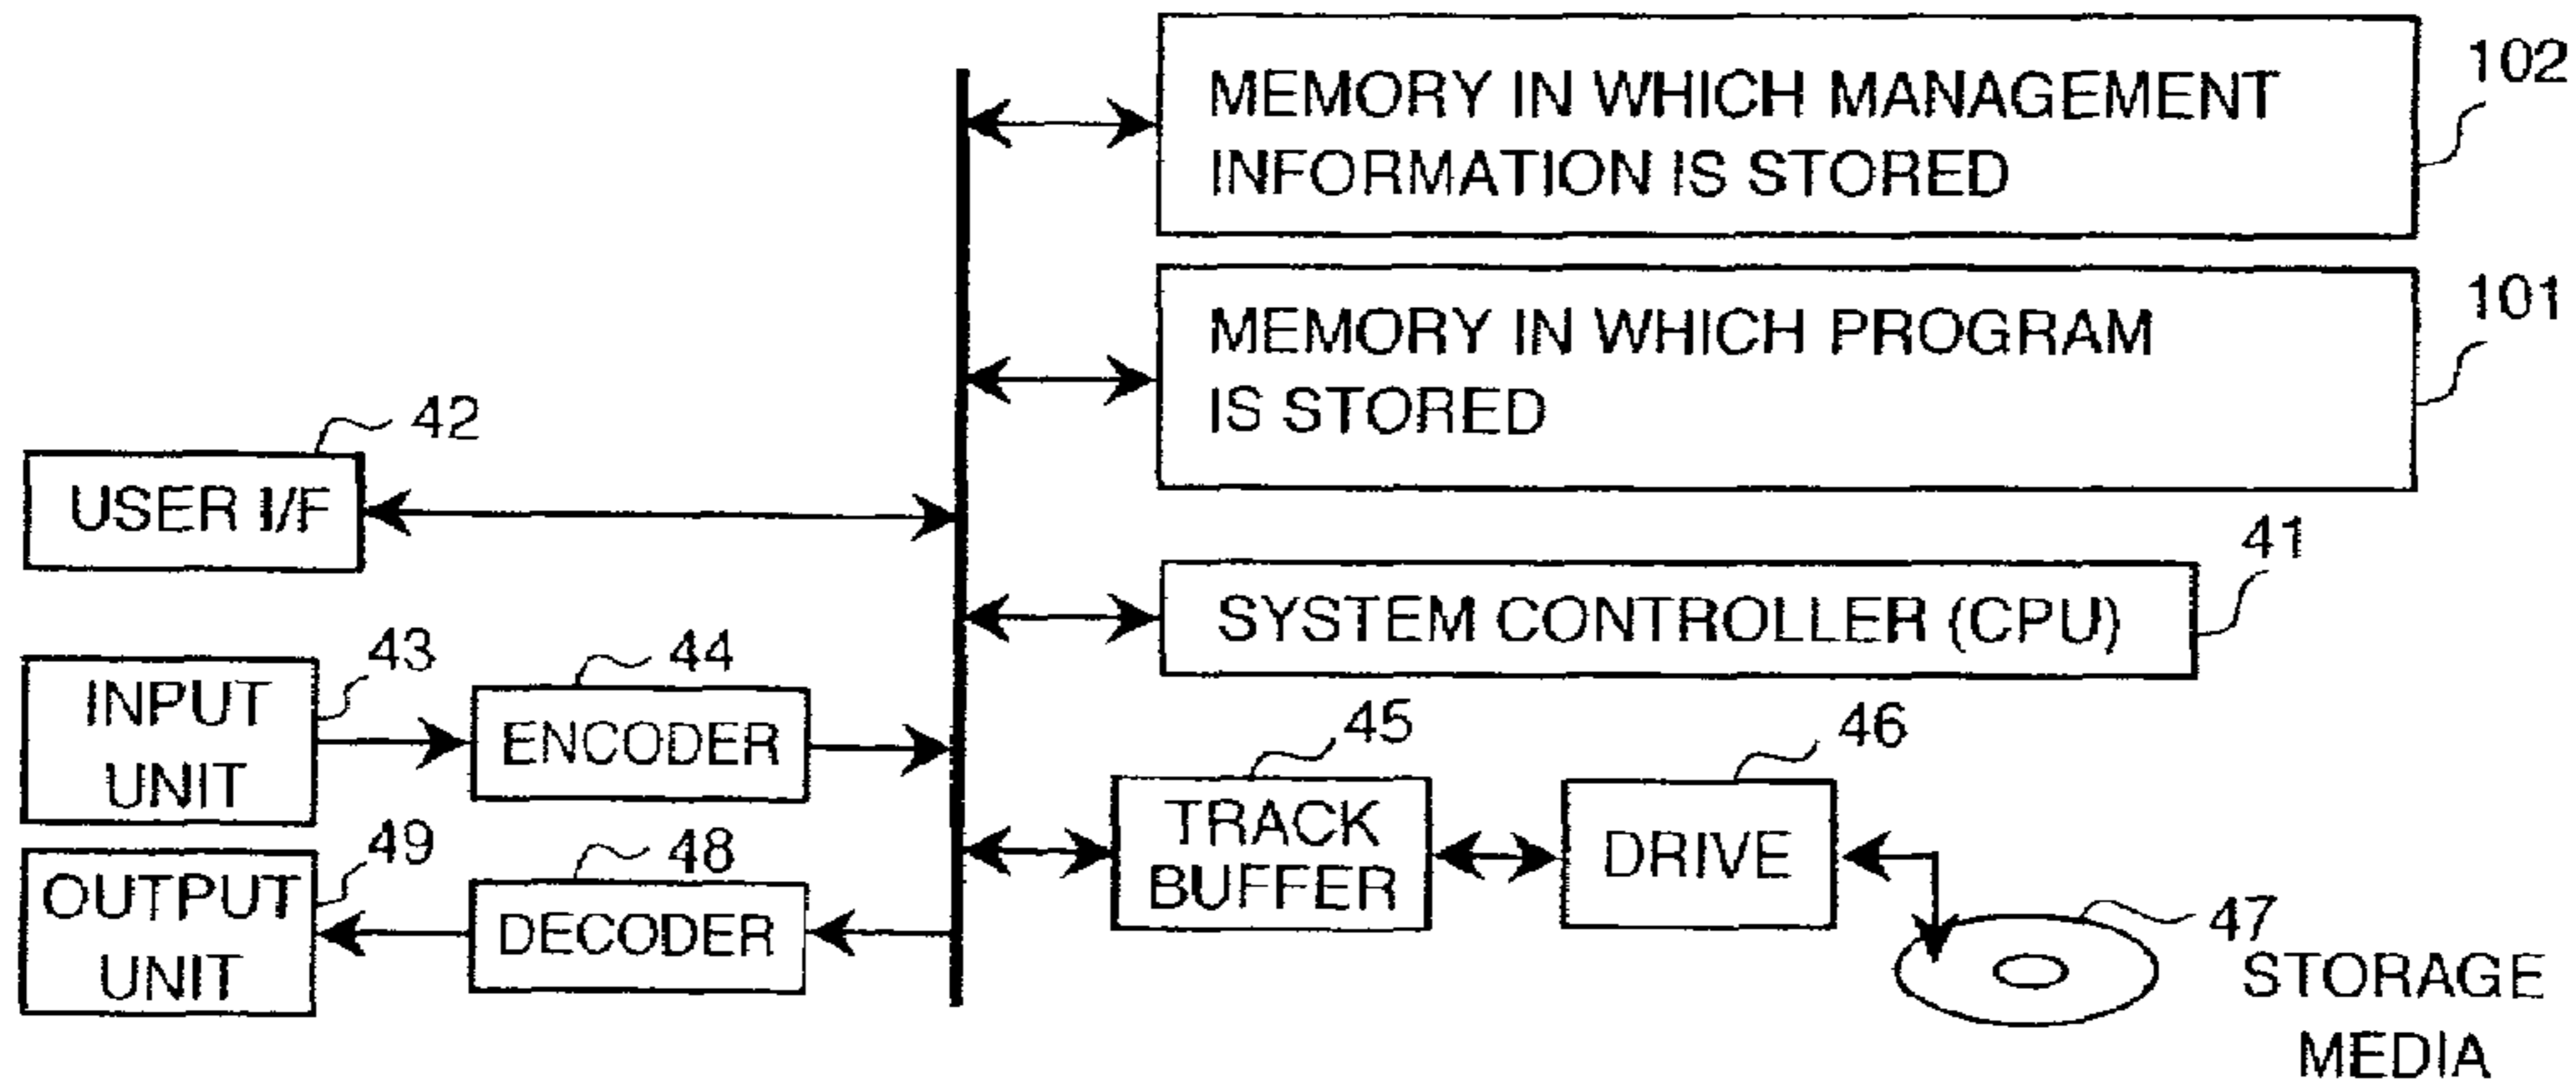 102
MEMORY IN WHICH MANAGEMENT
INFORMATION IS STORED
101
MEMORY IN WHICH PROGRAM
IS STORED
42
USER I/F
41
SYSTEM CONTROLLER (CPU)
43
INPUT
UNIT
44
ENCODER
45
TRACK
BUFFER
46
DRIVE
49
OUTPUT
UNIT
48
DECODER
47
STORAGE
MEDIA